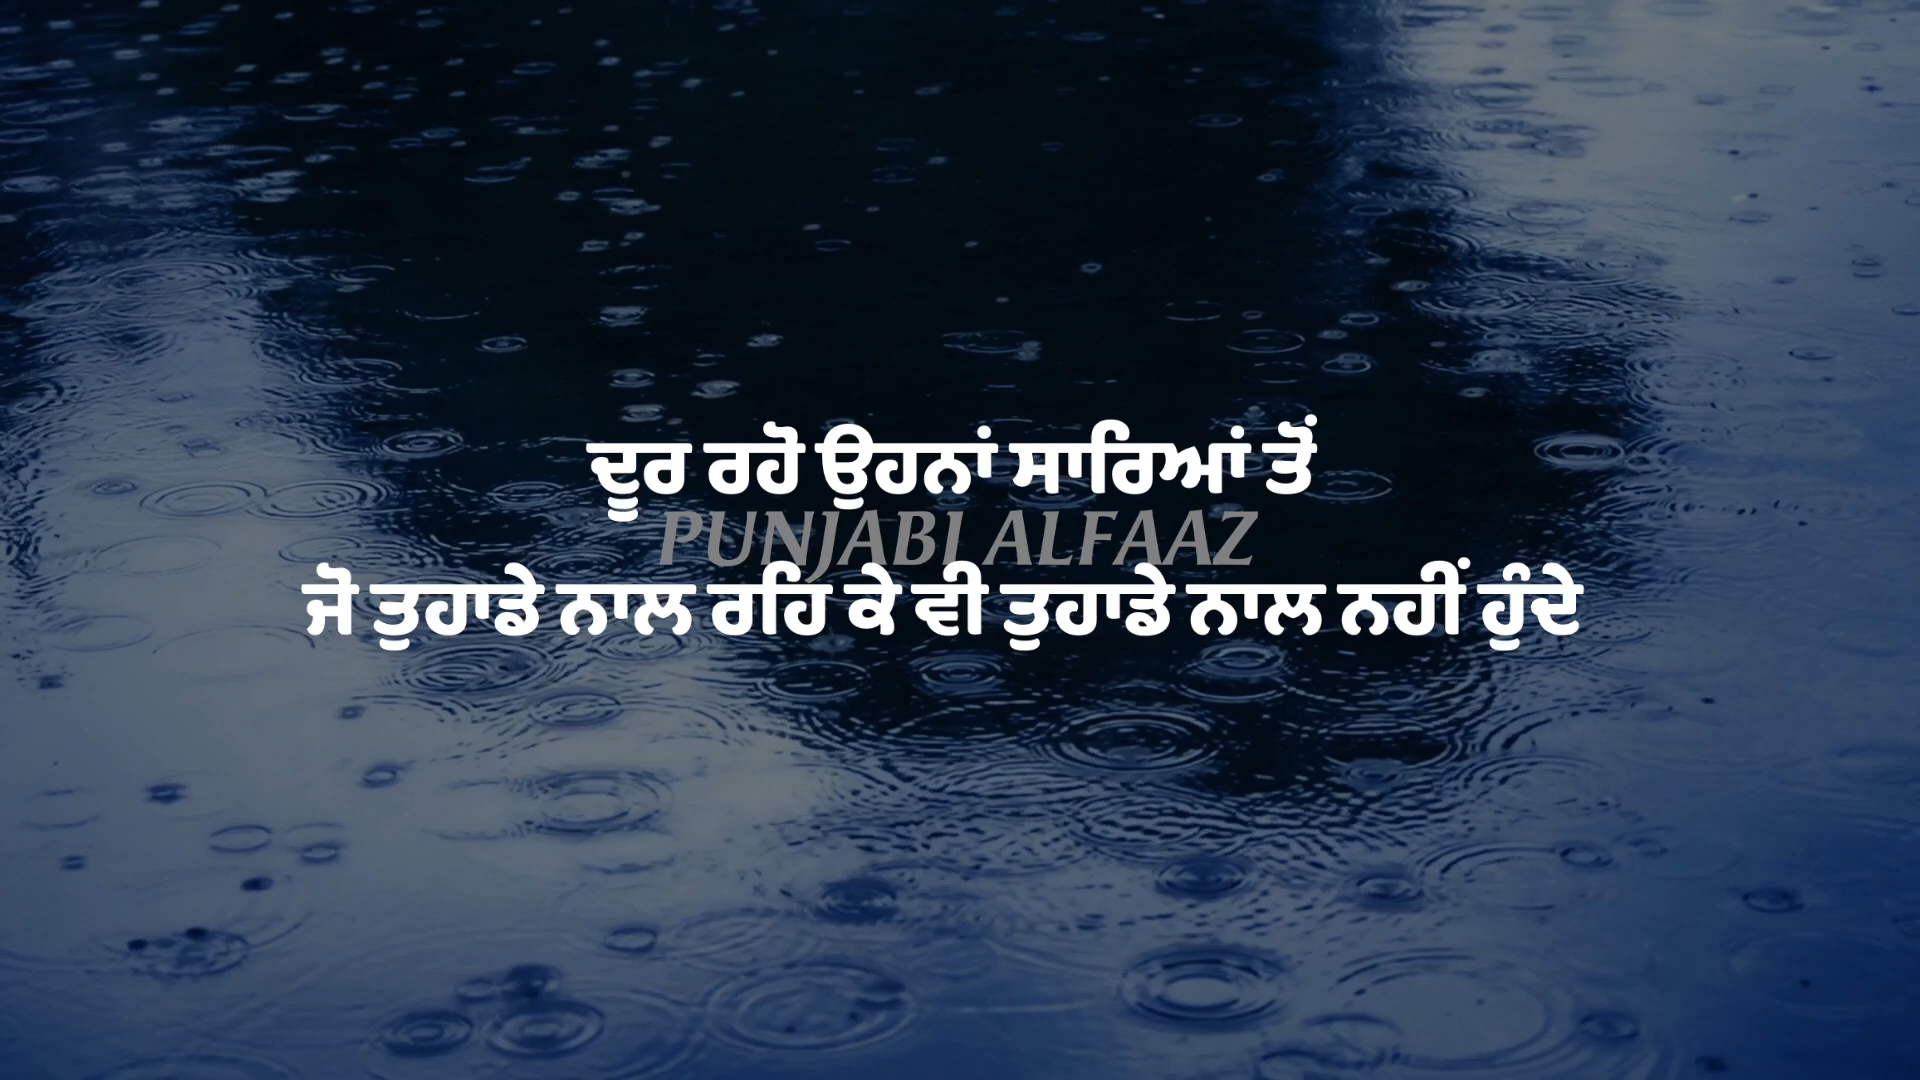 ਦੂਰ ਰਹੋ ਉਹਨਾਂ ਸਾਰਿਆਂ ਤੋਂ
PUNJABI ALFAAZ
ਜੋ ਤੁਹਾਡੇ ਨਾਲ ਰਹਿ ਕੇ ਵੀ ਤੁਹਾਡੇ ਨਾਲ ਨਹੀਂ ਹੁੰਦੇ